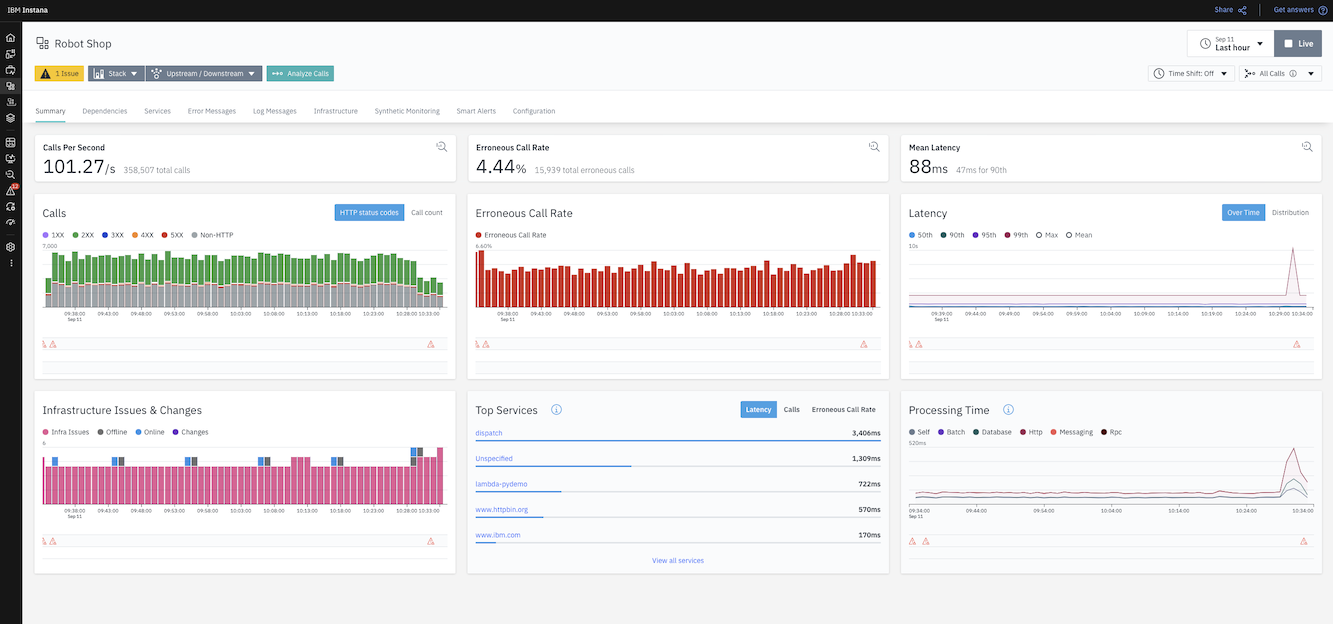 IBM Instana
Share
Get answers
Robot Shop
Sep 11
Last hour
Live
1 Issue
Stack
Upstream / Downstream
Analyze Calls
Time Shift: Off
All Calls
Summary
Dependencies
Services
Error Messages
Log Messages
Infrastructure
Synthetic Monitoring
Smart Alerts
Configuration
Calls Per Second
101.27/s 358,507 total calls
Erroneous Call Rate
4.44% 15,939 total erroneous calls
Mean Latency
88ms 47ms for 90th
Calls
HTTP status codes
Call count
1XX 2XX 3XX 4XX 5XX Non-HTTP
7,000
09:38:00 09:43:00 09:48:00 09:53:00 09:58:00 10:03:00 10:08:00 10:13:00 10:18:00 10:23:00 10:28:00 10:33:00
Sep 11
Erroneous Call Rate
Erroneous Call Rate
6.60%
09:38:00 09:43:00 09:48:00 09:53:00 09:58:00 10:03:00 10:08:00 10:13:00 10:18:00 10:23:00 10:28:00 10:33:00
Sep 11
Latency
Over Time
Distribution
50th 90th 95th 99th Max Mean
10s
09:39:00 09:44:00 09:49:00 09:54:00 09:59:00 10:04:00 10:09:00 10:14:00 10:19:00 10:24:00 10:29:00 10:34:00
Sep 11
Infrastructure Issues & Changes
Infra Issues Offline Online Changes
6
09:38:00 09:43:00 09:48:00 09:53:00 09:58:00 10:03:00 10:08:00 10:13:00 10:18:00 10:23:00 10:28:00 10:33:00
Sep 11
Top Services
Latency
Calls
Erroneous Call Rate
dispatch 3,406ms
Unspecified 1,309ms
lambda-pydemo 722ms
www.httpbin.org 570ms
www.ibm.com 170ms
View all services
Processing Time
Self Batch Database Http Messaging Rpc
520ms
09:34:00 09:44:00 09:54:00 10:04:00 10:14:00 10:24:00 10:34:00
Sep 11